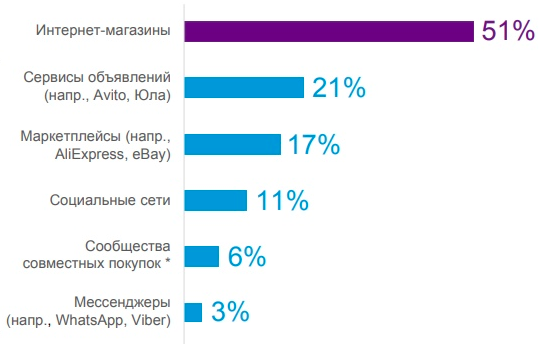 Интернет-магазины 51%
Сервисы объявлений
(напр., Avito, Юла) 21%
Маркетплейсы (напр.,
AliExpress, eBay) 17%
Социальные сети 11%
Сообщества
совместных покупок * 6%
Мессенджеры
(напр., WhatsApp, Viber) 3%